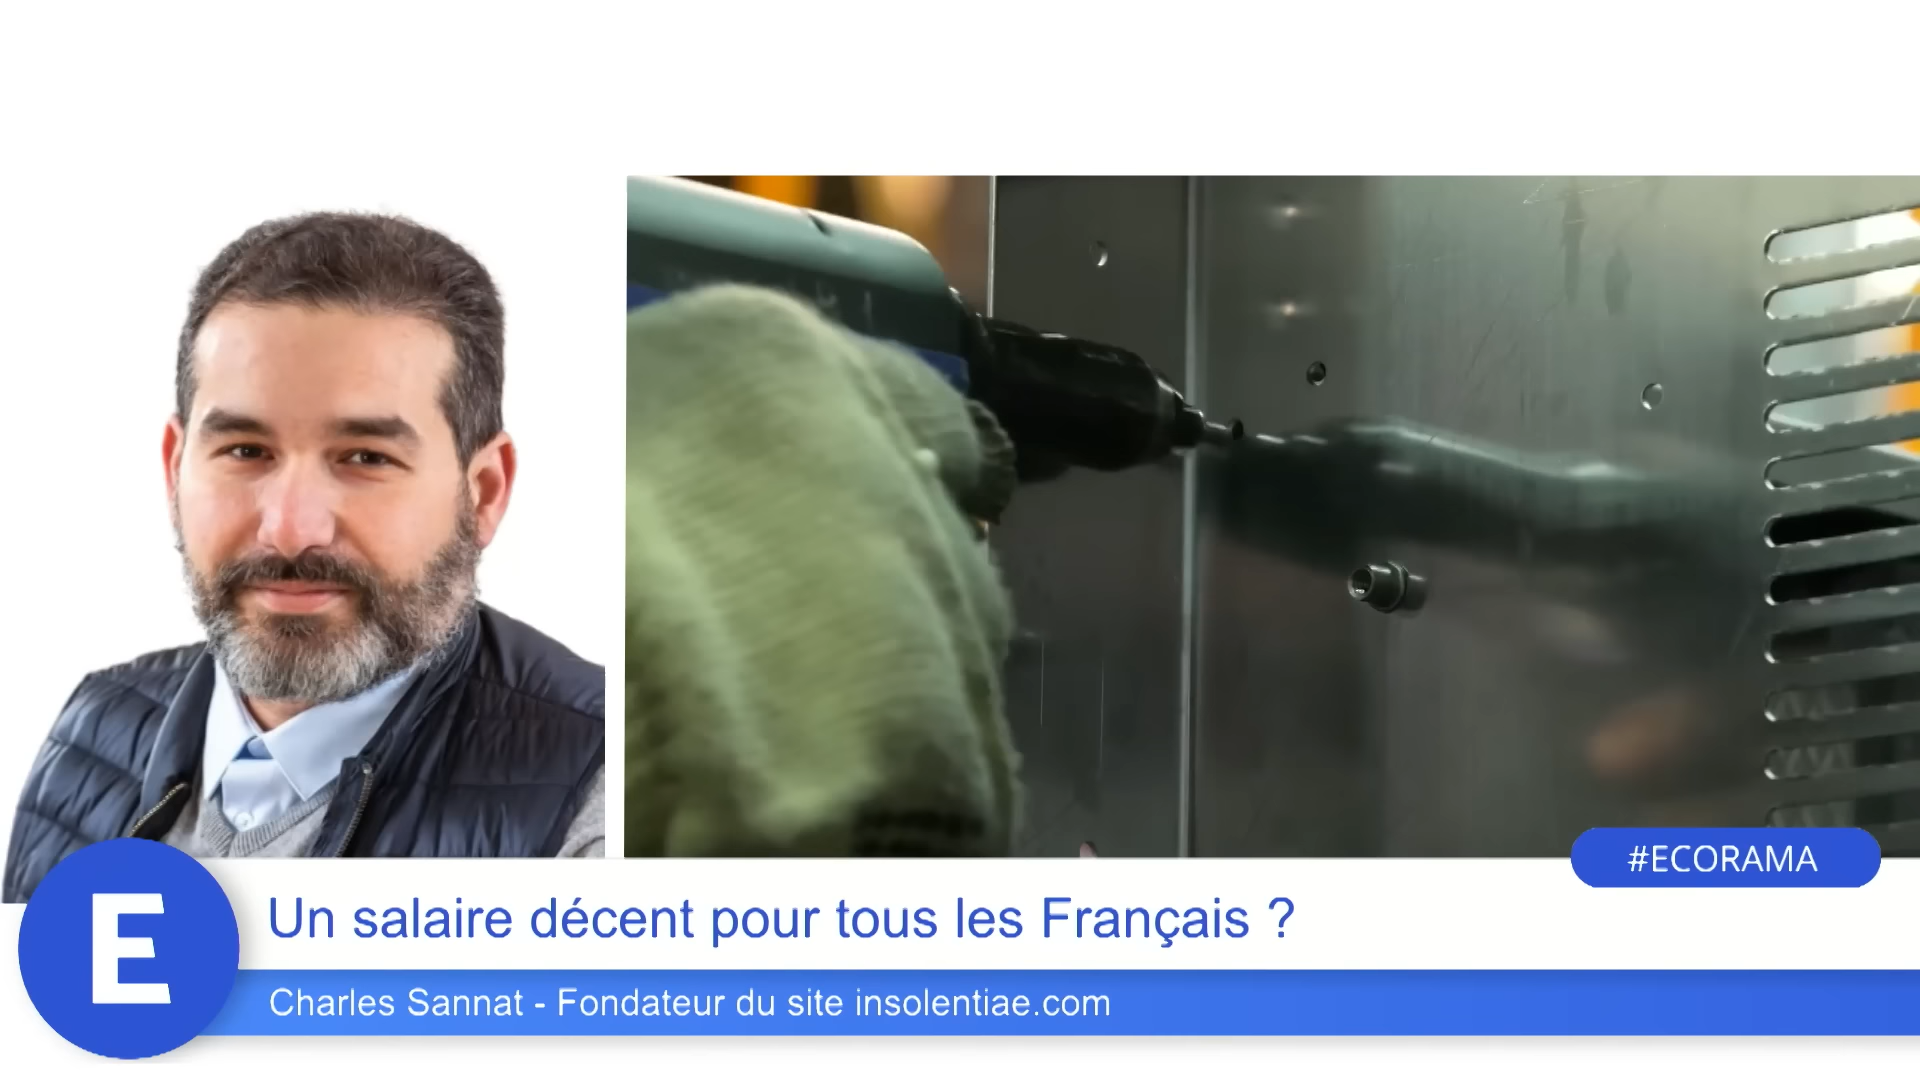 #ECORAMA
E
Un salaire décent pour tous les Français ?
Charles Sannat - Fondateur du site insolentiae.com